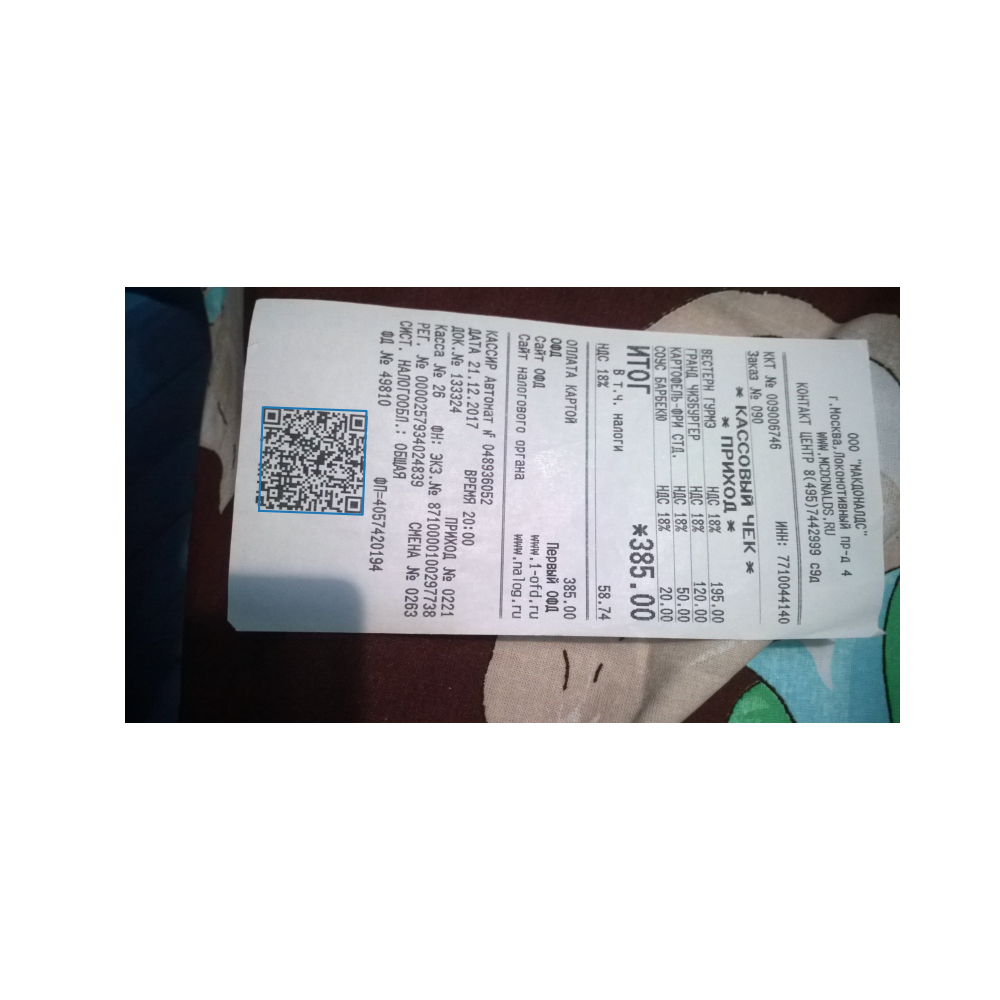 ООО "МАКДОНАЛДС"
г.Москва,Локомотивный пр-д 4
WWW.MCDONALDS.RU
КОНТАКТ ЦЕНТР 8(495)7442999 с9д
ИНН: 7710044140
ККТ № 009006746
Заказ № 090
* КАССОВЫЙ ЧЕК *
* ПРИХОД *
ВЕСТЕРН ГУРМЭ НДС 18% 195.00
ГРАНД ЧИЗБУРГЕР НДС 18% 120.00
КАРТОФЕЛЬ-ФРИ СТД. НДС 18% 50.00
СОУС БАРБЕКЮ НДС 18% 20.00
ИТОГ *385.00
В т.ч. налоги
НДС 18% 58.74
ОПЛАТА КАРТОЙ 385.00
ОФД Первый ОФД
Сайт ОФД www.1-ofd.ru
Сайт налогового органа www.nalog.ru
КАССИР Автомат № 048936052
ДАТА 21.12.2017 ВРЕМЯ 20:00
ДОК.№ 133324 ПРИХОД № 0221
Касса № 26 ФН: ЭКЗ.№ 8710000100297738
РЕГ. № 0000257934024839 СМЕНА № 0263
СИСТ. НАЛОГООБЛ.: ОБЩАЯ
ФД № 49810 ФП=4057420194